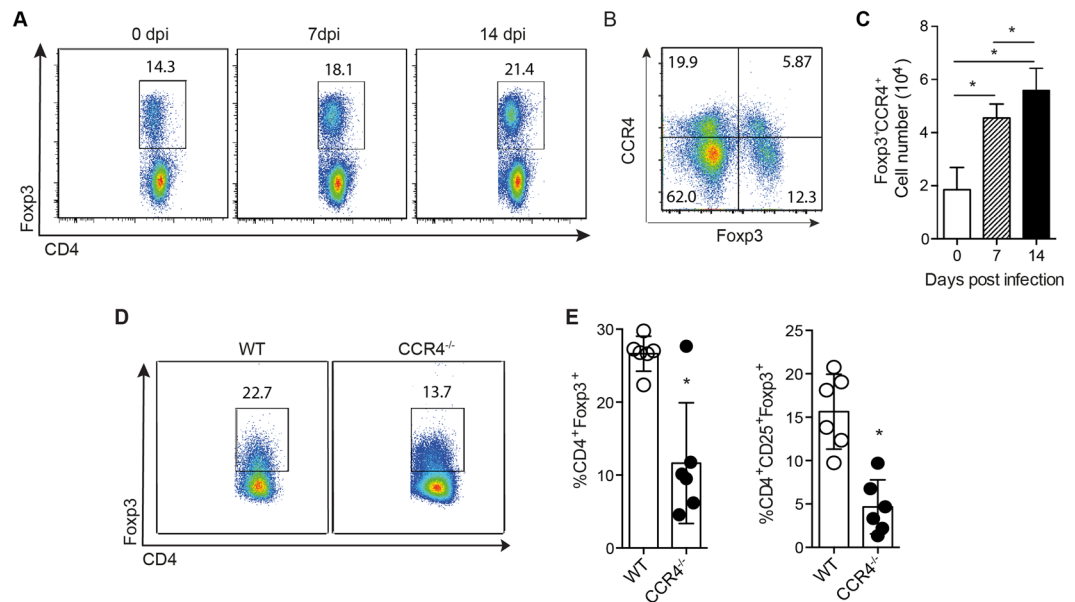 A
0 dpi
7dpi
14 dpi
14.3
18.1
21.4
Foxp3
CD4
B
19.9
5.87
62.0
12.3
CCR4
Foxp3
C
8
6
4
2
0
Foxp3⁺CCR4⁺
Cell number (10⁴)
*
*
*
0
7
14
Days post infection
D
WT
CCR4⁻/⁻
22.7
13.7
Foxp3
CD4
E
30
20
10
0
%CD4⁺Foxp3⁺
*
WT
CCR4⁻/⁻
25
20
15
10
5
0
%CD4⁺CD25⁺Foxp3⁺
*
WT
CCR4⁻/⁻